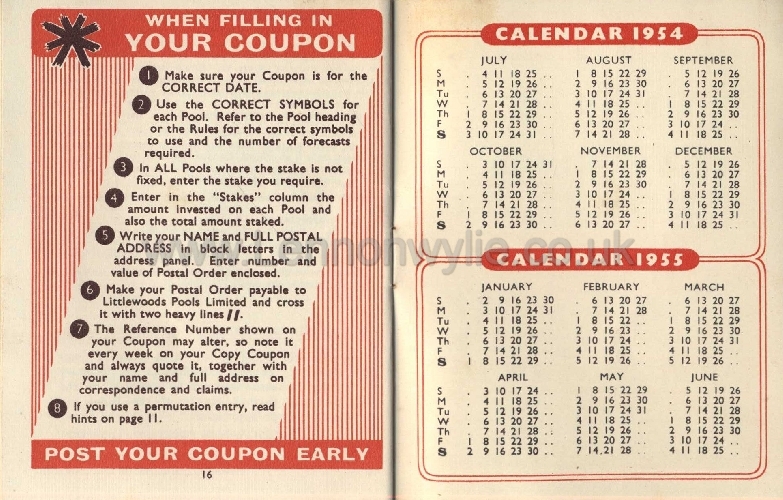 WHEN FILLING IN
YOUR COUPON
1 Make sure your Coupon is for the
CORRECT DATE.
2 Use the CORRECT SYMBOLS for
each Pool. Refer to the Pool heading
or the Rules for the correct symbols
to use and the number of forecasts
required.
3 In ALL Pools where the stake is not
fixed, enter the stake you require.
4 Enter in the "Stakes" column the
amount invested on each Pool and
also the total amount staked.
5 Write your NAME and FULL POSTAL
ADDRESS in block letters in the
address panel. Enter number and
value of Postal Order enclosed.
6 Make your Postal Order payable to
Littlewoods Pools Limited and cross
it with two heavy lines //.
7 The Reference Number shown on
your Coupon may alter, so note it
every week on your Copy Coupon
and always quote it, together with
your name and full address on
correspondence and claims.
8 If you use a permutation entry, read
hints on page 11.
POST YOUR COUPON EARLY
16
CALENDAR 1954
JULY AUGUST SEPTEMBER
S . 4 11 18 25 . 1 8 15 22 29 . 5 12 19 26
M . 5 12 19 26 . 2 9 16 23 30 . 6 13 20 27
Tu . 6 13 20 27 . 3 10 17 24 31 . 7 14 21 28
W . 7 14 21 28 . 4 11 18 25 . . 1 8 15 22 29
Th 1 8 15 22 29 . 5 12 19 26 . . 2 9 16 23 30
F 2 9 16 23 30 . 6 13 20 27 . . 3 10 17 24 . .
S 3 10 17 24 31 . 7 14 21 28 . . 4 11 18 25 . .
OCTOBER NOVEMBER DECEMBER
S . 3 10 17 24 31 . 7 14 21 28 . 5 12 19 26
M . 4 11 18 25 . . 1 8 15 22 29 . 6 13 20 27
Tu . 5 12 19 26 . . 2 9 16 23 30 . 7 14 21 28
W . 6 13 20 27 . . 3 10 17 24 . . 1 8 15 22 29
Th . 7 14 21 28 . . 4 11 18 25 . . 2 9 16 23 30
F 1 8 15 22 29 . . 5 12 19 26 . . 3 10 17 24 31
S 2 9 16 23 30 . . 6 13 20 27 . . 4 11 18 25 . .
CALENDAR 1955
JANUARY FEBRUARY MARCH
S . 2 9 16 23 30 . 6 13 20 27 . 6 13 20 27
M . 3 10 17 24 31 . 7 14 21 28 . 7 14 21 28
Tu . 4 11 18 25 . . 1 8 15 22 . . 1 8 15 22 29
W . 5 12 19 26 . . 2 9 16 23 . . 2 9 16 23 30
Th . 6 13 20 27 . . 3 10 17 24 . . 3 10 17 24 31
F . 7 14 21 28 . . 4 11 18 25 . . 4 11 18 25 . .
S 1 8 15 22 29 . . 5 12 19 26 . . 5 12 19 26 . .
APRIL MAY JUNE
S . 3 10 17 24 . . 1 8 15 22 29 . 5 12 19 26
M . 4 11 18 25 . . 2 9 16 23 30 . 6 13 20 27
Tu . 5 12 19 26 . . 3 10 17 24 31 . 7 14 21 28
W . 6 13 20 27 . . 4 11 18 25 . . 1 8 15 22 29
Th . 7 14 21 28 . . 5 12 19 26 . . 2 9 16 23 30
F 1 8 15 22 29 . . 6 13 20 27 . . 3 10 17 24 . .
S 2 9 16 23 30 . . 7 14 21 28 . . 4 11 18 25 . .